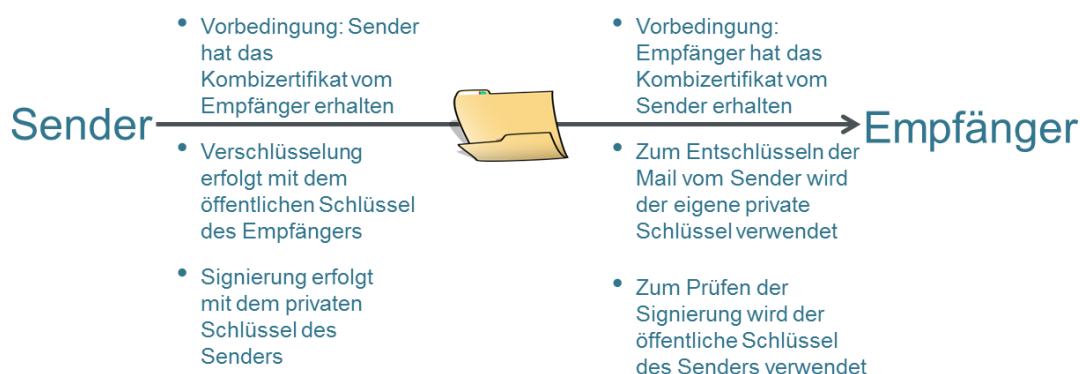 Sender
• Vorbedingung: Sender
hat das
Kombizertifikat vom
Empfänger erhalten
• Verschlüsselung
erfolgt mit dem
öffentlichen Schlüssel
des Empfängers
• Signierung erfolgt
mit dem privaten
Schlüssel des
Senders
• Vorbedingung:
Empfänger hat das
Kombizertifikat vom
Sender erhalten
• Zum Entschlüsseln der
Mail vom Sender wird
der eigene private
Schlüssel verwendet
• Zum Prüfen der
Signierung wird der
öffentliche Schlüssel
des Senders verwendet
Empfänger